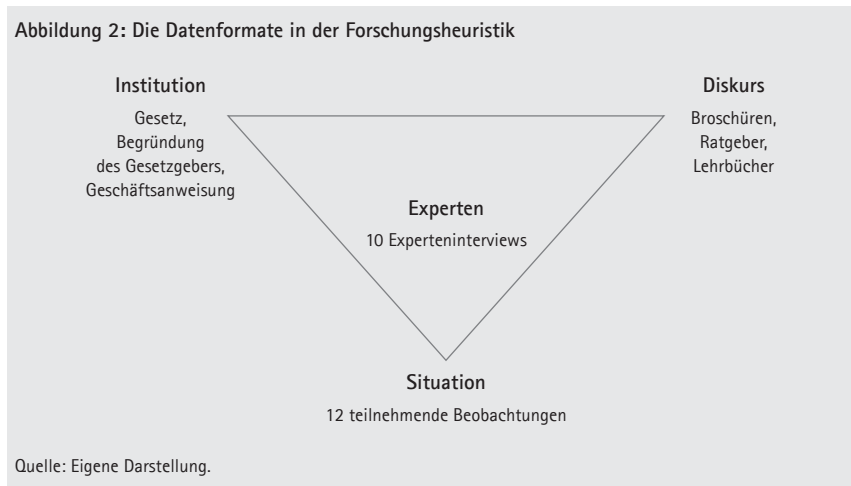 Abbildung 2: Die Datenformate in der Forschungsheuristik
Institution
Gesetz,
Begründung
des Gesetzgebers,
Geschäftsanweisung
Diskurs
Broschüren,
Ratgeber,
Lehrbücher
Experten
10 Experteninterviews
Situation
12 teilnehmende Beobachtungen
Quelle: Eigene Darstellung.